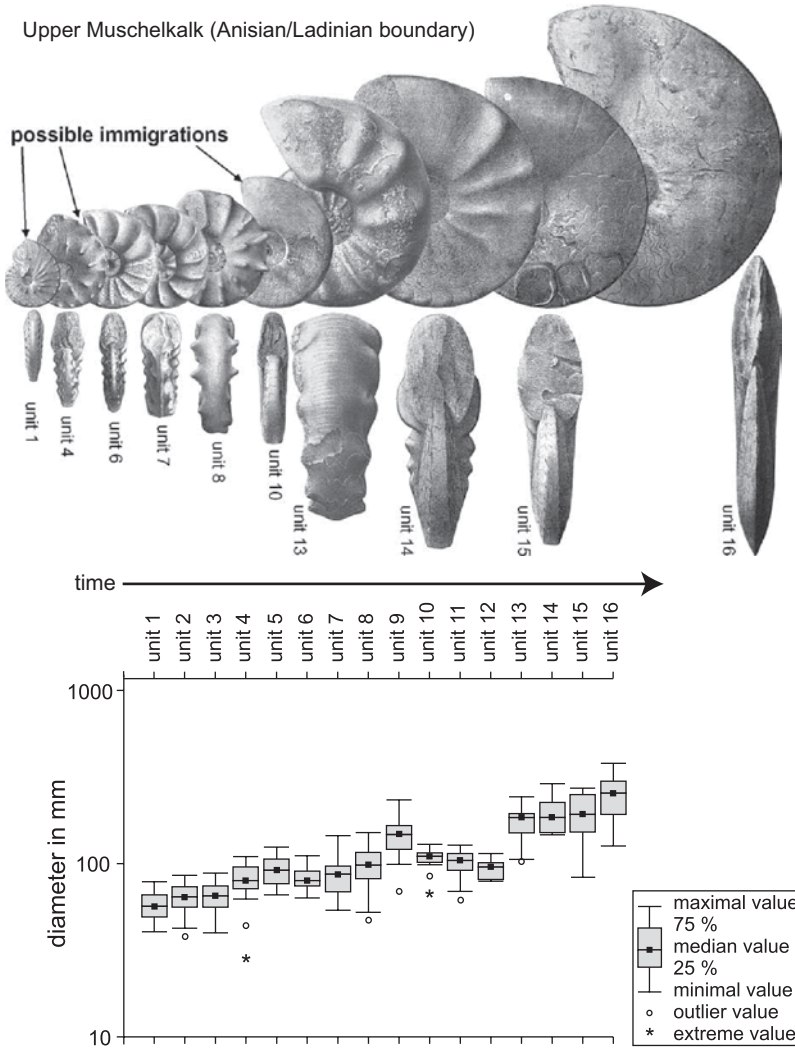 Upper Muschelkalk (Anisian/Ladinian boundary)
possible immigrations
unit 1
unit 4
unit 6
unit 7
unit 8
unit 10
unit 13
unit 14
unit 15
unit 16
time
unit 1
unit 2
unit 3
unit 4
unit 5
unit 6
unit 7
unit 8
unit 9
unit 10
unit 11
unit 12
unit 13
unit 14
unit 15
unit 16
1000
100
10
diameter in mm
maximal value
75 %
median value
25 %
minimal value
outlier value
* extreme value